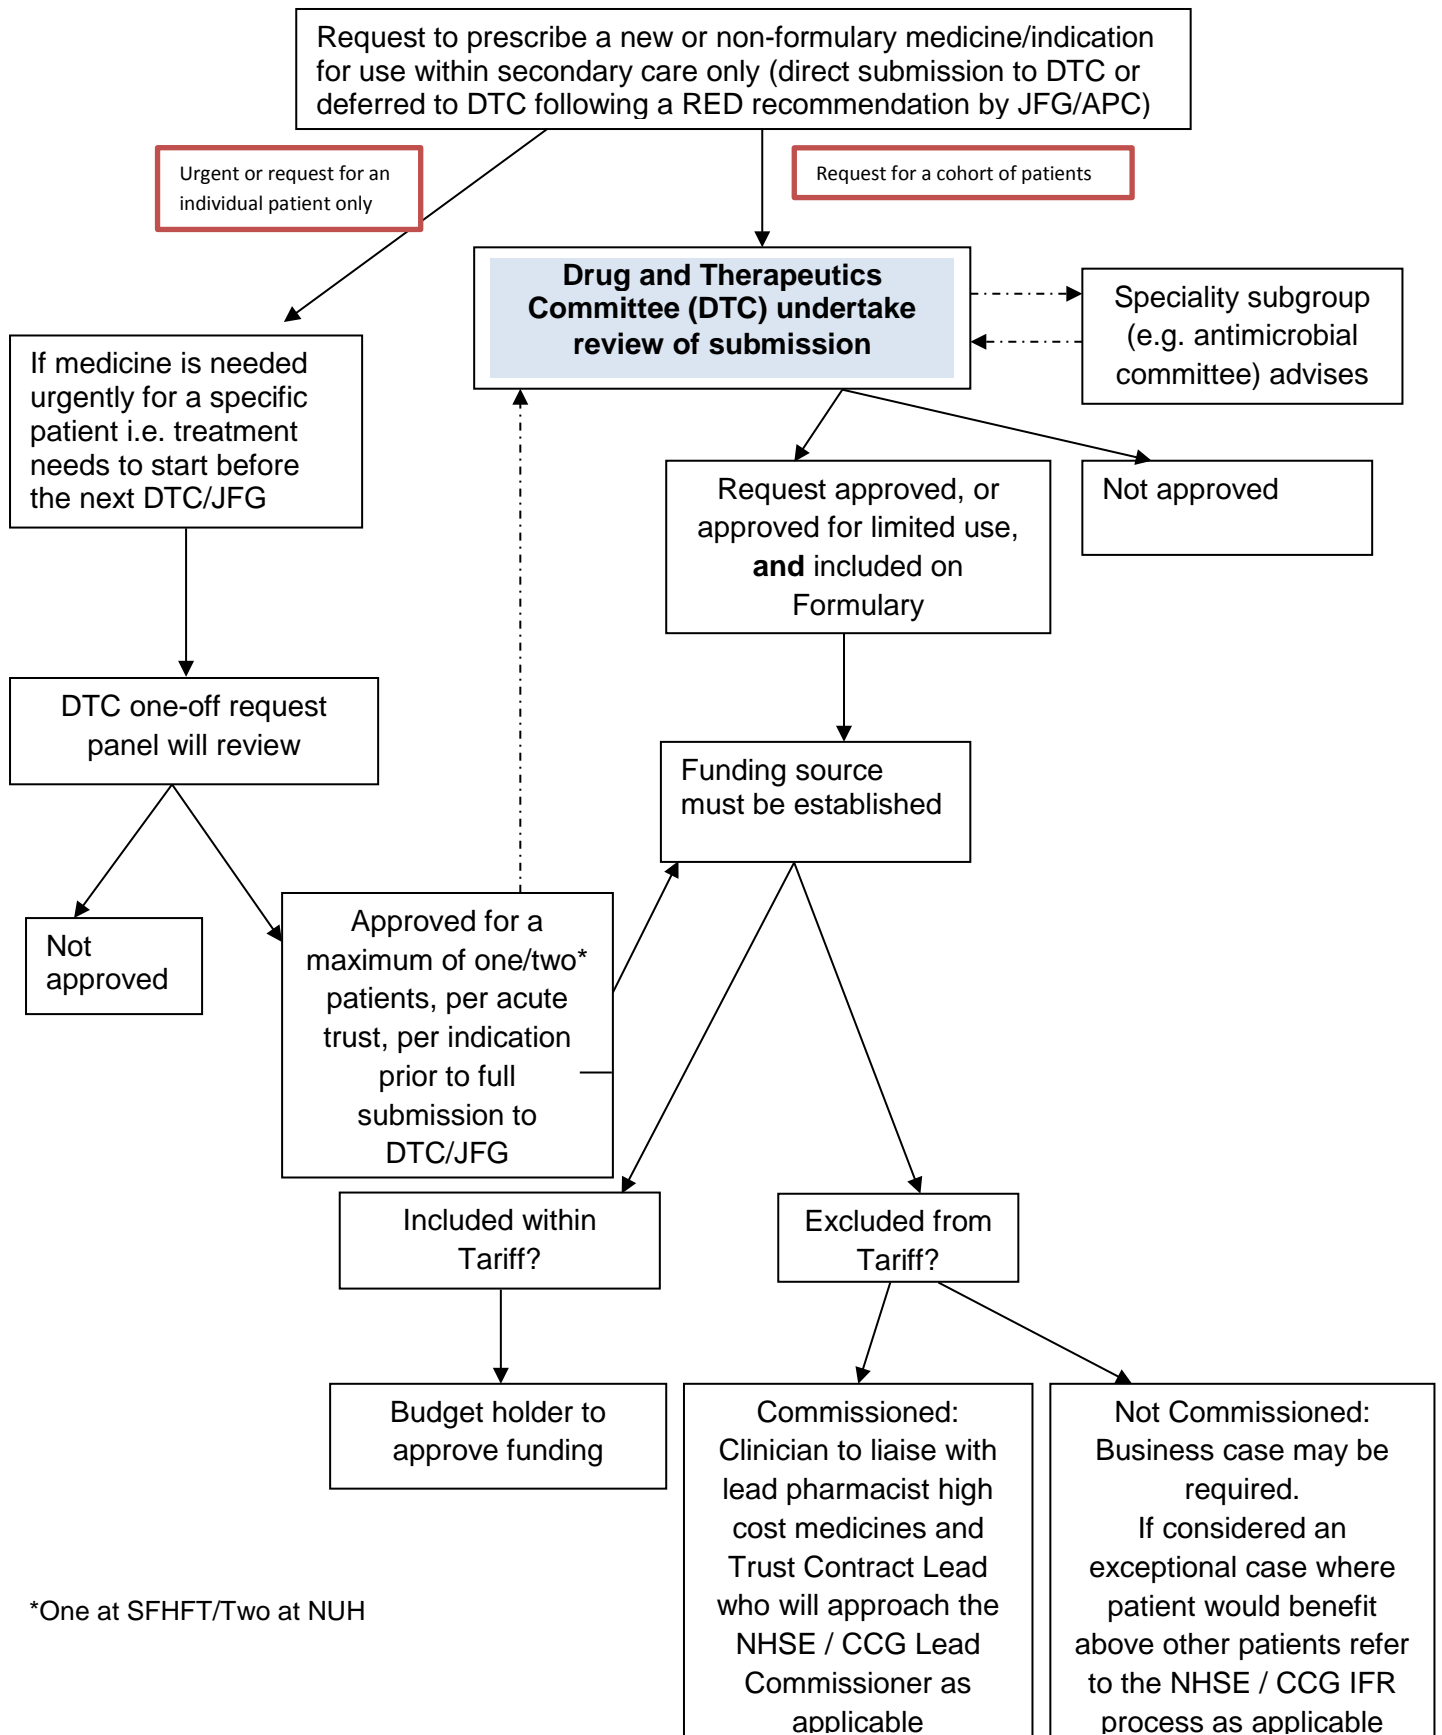 Request to prescribe a new or non-formulary medicine/indication
for use within secondary care only (direct submission to DTC or
deferred to DTC following a RED recommendation by JFG/APC)
Urgent or request for an
individual patient only
Request for a cohort of patients
Drug and Therapeutics
Committee (DTC) undertake
review of submission
Speciality subgroup
(e.g. antimicrobial
committee) advises
If medicine is needed
urgently for a specific
patient i.e. treatment
needs to start before
the next DTC/JFG
Request approved, or
approved for limited use,
and included on
Formulary
Not approved
DTC one-off request
panel will review
Funding source
must be established
Not
approved
Approved for a
maximum of one/two*
patients, per acute
trust, per indication
prior to full
submission to
DTC/JFG
Included within
Tariff?
Excluded from
Tariff?
Budget holder to
approve funding
Commissioned:
Clinician to liaise with
lead pharmacist high
cost medicines and
Trust Contract Lead
who will approach the
NHSE / CCG Lead
Commissioner as
applicable
Not Commissioned:
Business case may be
required.
If considered an
exceptional case where
patient would benefit
above other patients refer
to the NHSE / CCG IFR
process as applicable
*One at SFHFT/Two at NUH